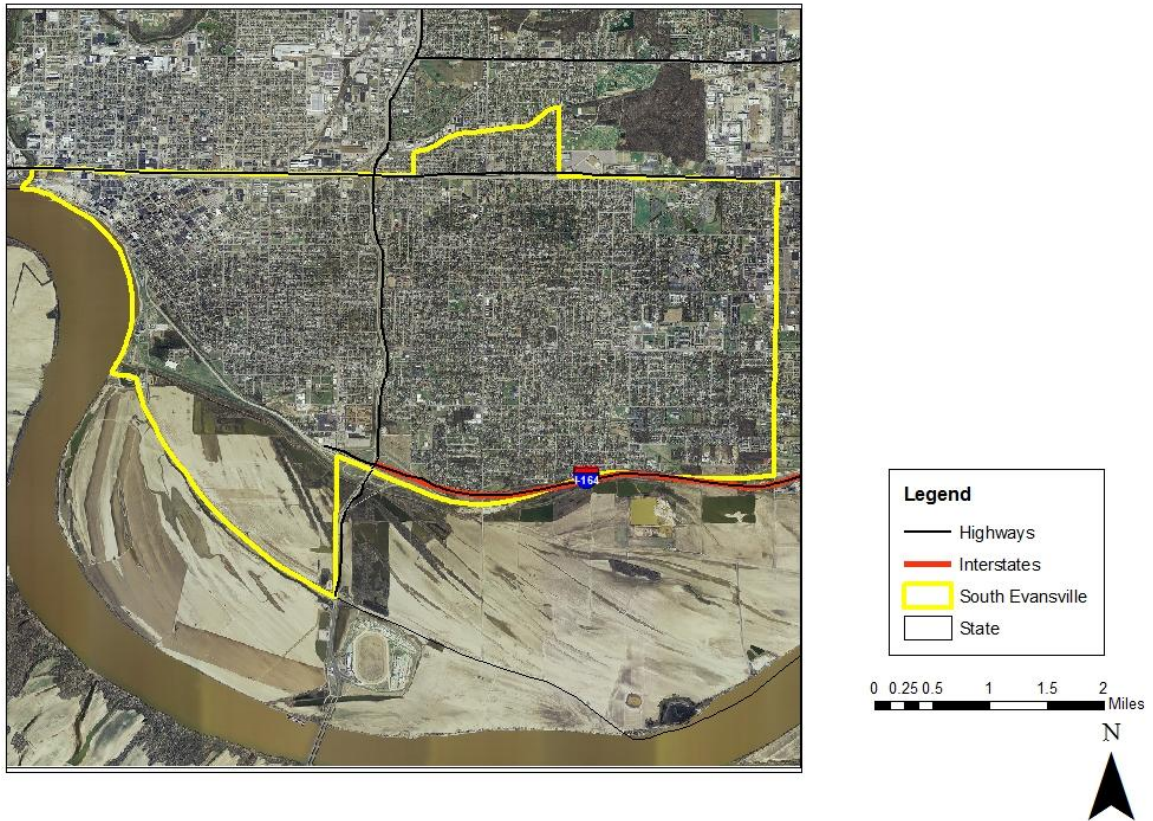 I-164
Legend
Highways
Interstates
South Evansville
State
0 0.25 0.5 1 1.5 2
Miles
N